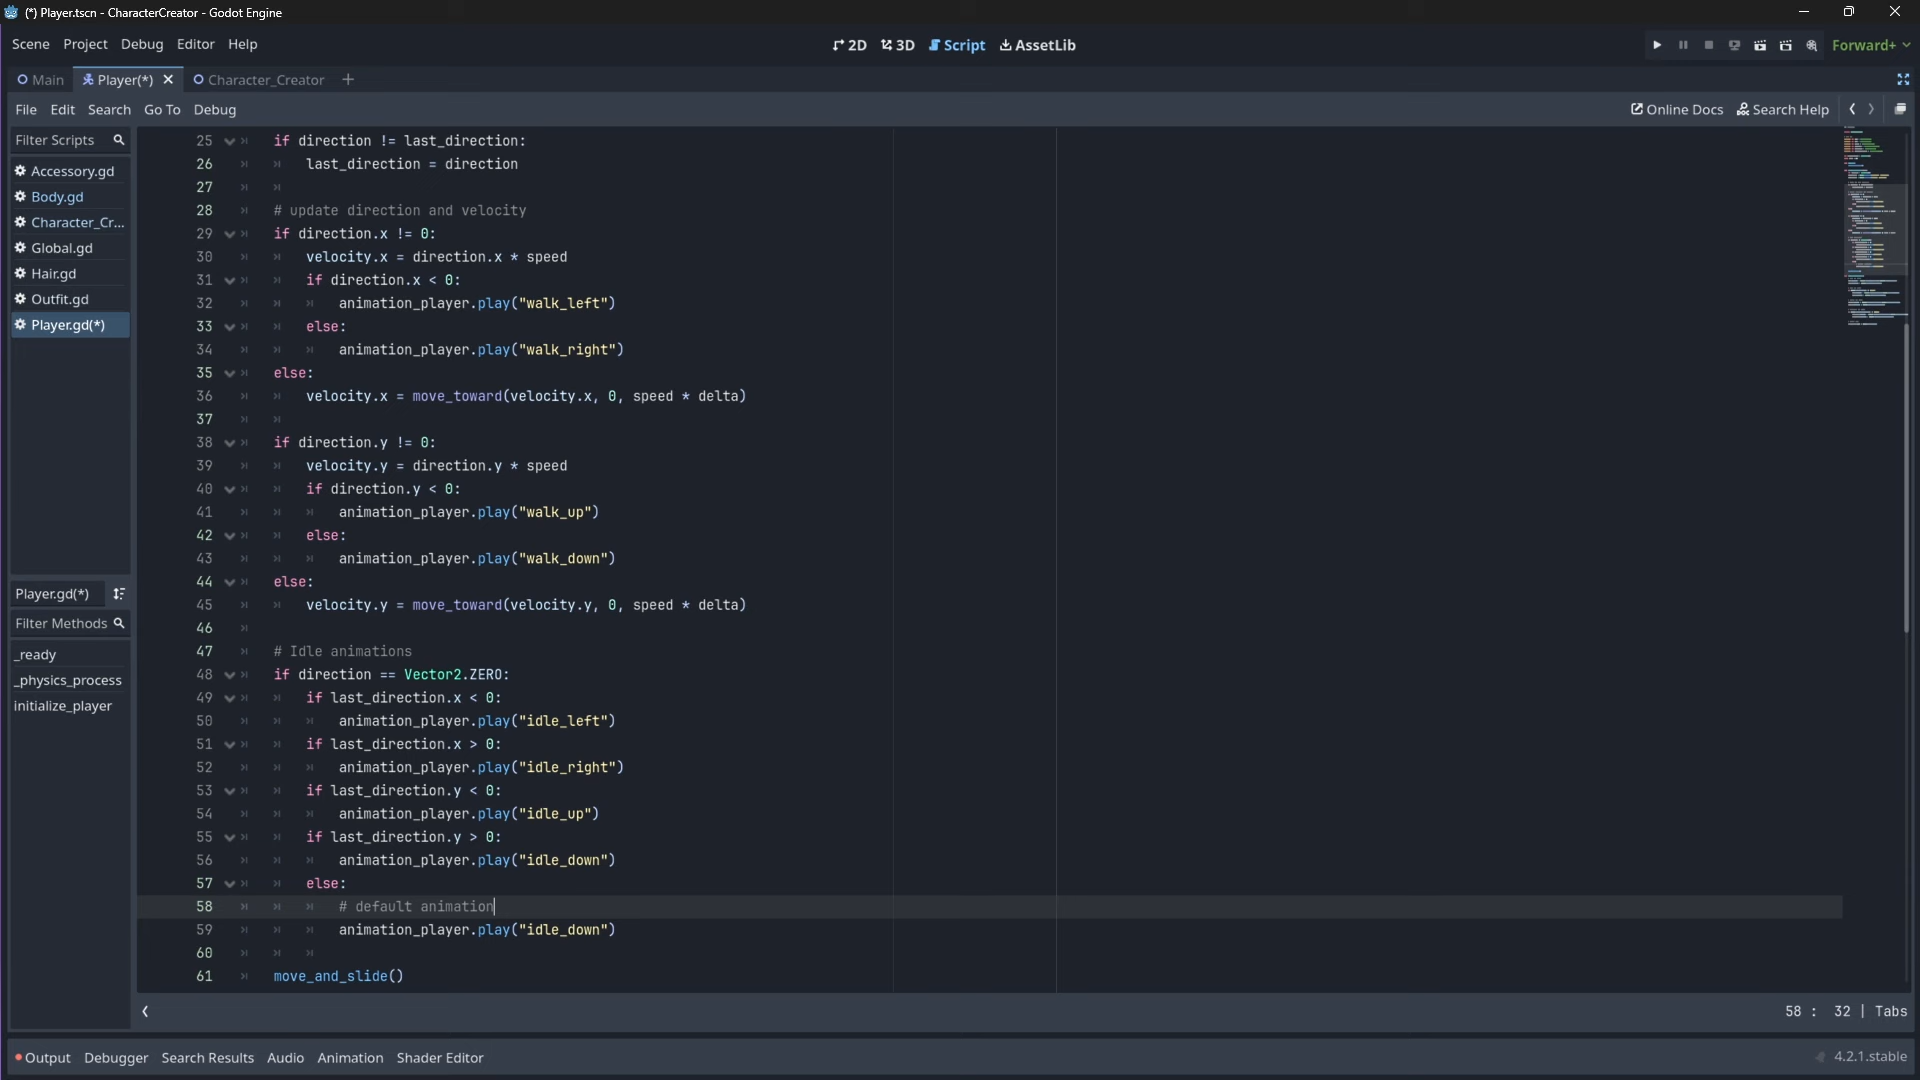 (*) Player.tscn - CharacterCreator - Godot Engine
Scene Project Debug Editor Help
2D 3D Script AssetLib
Forward+
Main Player(*) Character_Creator
File Edit Search Go To Debug
Online Docs Search Help
Filter Scripts
Accessory.gd
Body.gd
Character_Cr...
Global.gd
Hair.gd
Outfit.gd
Player.gd(*)
Player.gd(*)
Filter Methods
_ready
_physics_process
initialize_player
25 if direction != last_direction:
26 last_direction = direction
27
28 # update direction and velocity
29 if direction.x != 0:
30 velocity.x = direction.x * speed
31 if direction.x < 0:
32 animation_player.play("walk_left")
33 else:
34 animation_player.play("walk_right")
35 else:
36 velocity.x = move_toward(velocity.x, 0, speed * delta)
37
38 if direction.y != 0:
39 velocity.y = direction.y * speed
40 if direction.y < 0:
41 animation_player.play("walk_up")
42 else:
43 animation_player.play("walk_down")
44 else:
45 velocity.y = move_toward(velocity.y, 0, speed * delta)
46
47 # Idle animations
48 if direction == Vector2.ZERO:
49 if last_direction.x < 0:
50 animation_player.play("idle_left")
51 if last_direction.x > 0:
52 animation_player.play("idle_right")
53 if last_direction.y < 0:
54 animation_player.play("idle_up")
55 if last_direction.y > 0:
56 animation_player.play("idle_down")
57 else:
58 # default animation
59 animation_player.play("idle_down")
60
61 move_and_slide()
58 : 32 | Tabs
Output Debugger Search Results Audio Animation Shader Editor
4.2.1.stable